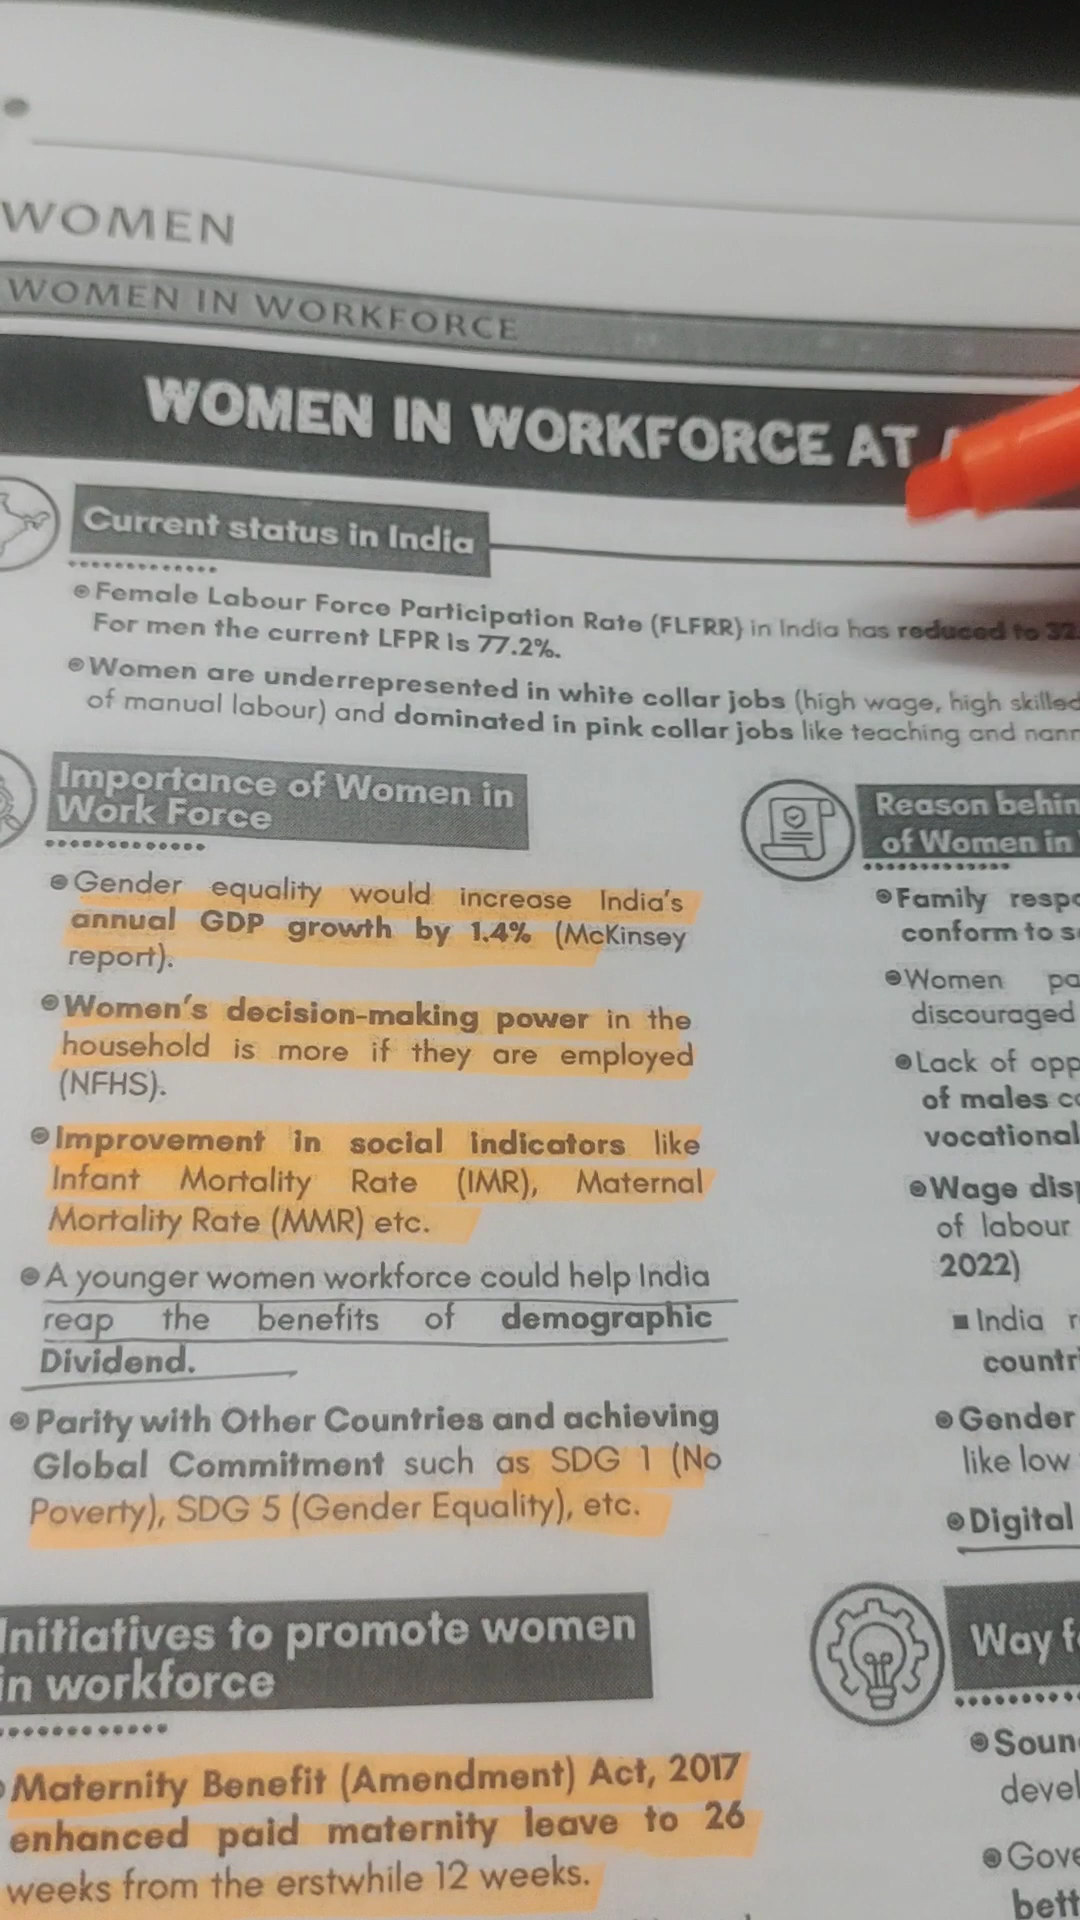 WOMEN
WOMEN IN WORKFORCE
WOMEN IN WORKFORCE AT
Current status in India
Female Labour Force Participation Rate (FLFRR) in India has reduced to 32.
For men the current LFPR is 77.2%.
Women are underrepresented in white collar jobs (high wage, high skilled
of manual labour) and dominated in pink collar jobs like teaching and
Importance of Women in
Work Force
Gender equality would increase India's
annual GDP growth by 1.4% (McKinsey
report).
Women's decision-making power in the
household is more if they are employed
(NFHS).
Improvement in social indicators like
Infant Mortality Rate (IMR), Maternal
Mortality Rate (MMR) etc.
A younger women workforce could help India
reap the benefits of demographic
Dividend.
Parity with Other Countries and achieving
Global Commitment such as SDG 1 (No
Poverty), SDG 5 (Gender Equality), etc.
Initiatives to promote women
in workforce
Maternity Benefit (Amendment) Act, 2017
enhanced paid maternity leave to 26
weeks from the erstwhile 12 weeks.
Reason
of Women in
Family
conform to
Women
discouraged
Lack of
of males
vocational
Wage
of labour
2022)
India
Gender
like low
Digital
Way